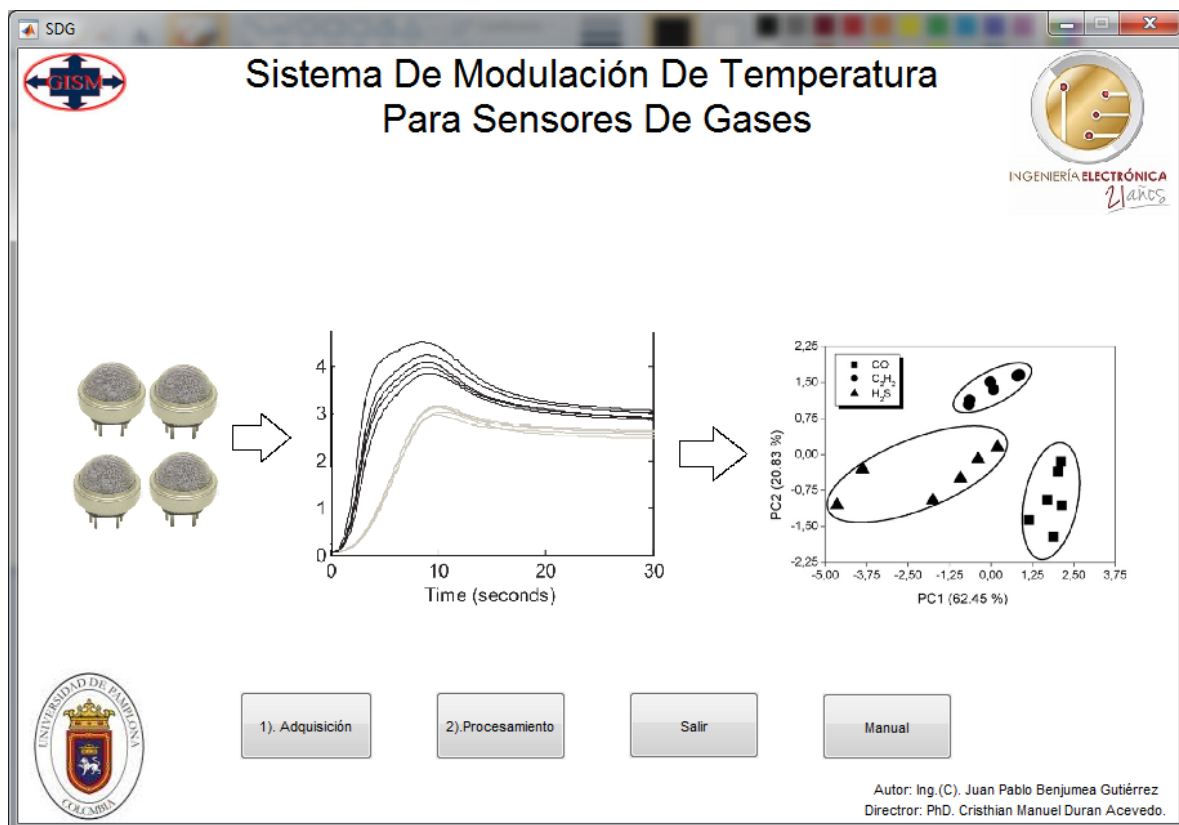 SDG
GISM
Sistema De Modulación De Temperatura
Para Sensores De Gases
INGENIERÍA ELECTRÓNICA
21 años
4
3
2
1
0
0 10 20 30
Time (seconds)
2,25
1,50
0,75
0,00
-0,75
-1,50
-2,25
PC2 (20.83 %)
CO
C2H2
H2S
-5,00 -3,75 -2,50 -1,25 0,00 1,25 2,50 3,75
PC1 (62.45 %)
UNIVERSIDAD DE PAMPLONA
COLOMBIA
1). Adquisición
2).Procesamiento
Salir
Manual
Autor: Ing.(C). Juan Pablo Benjumea Gutiérrez
Directror: PhD. Cristhian Manuel Duran Acevedo.